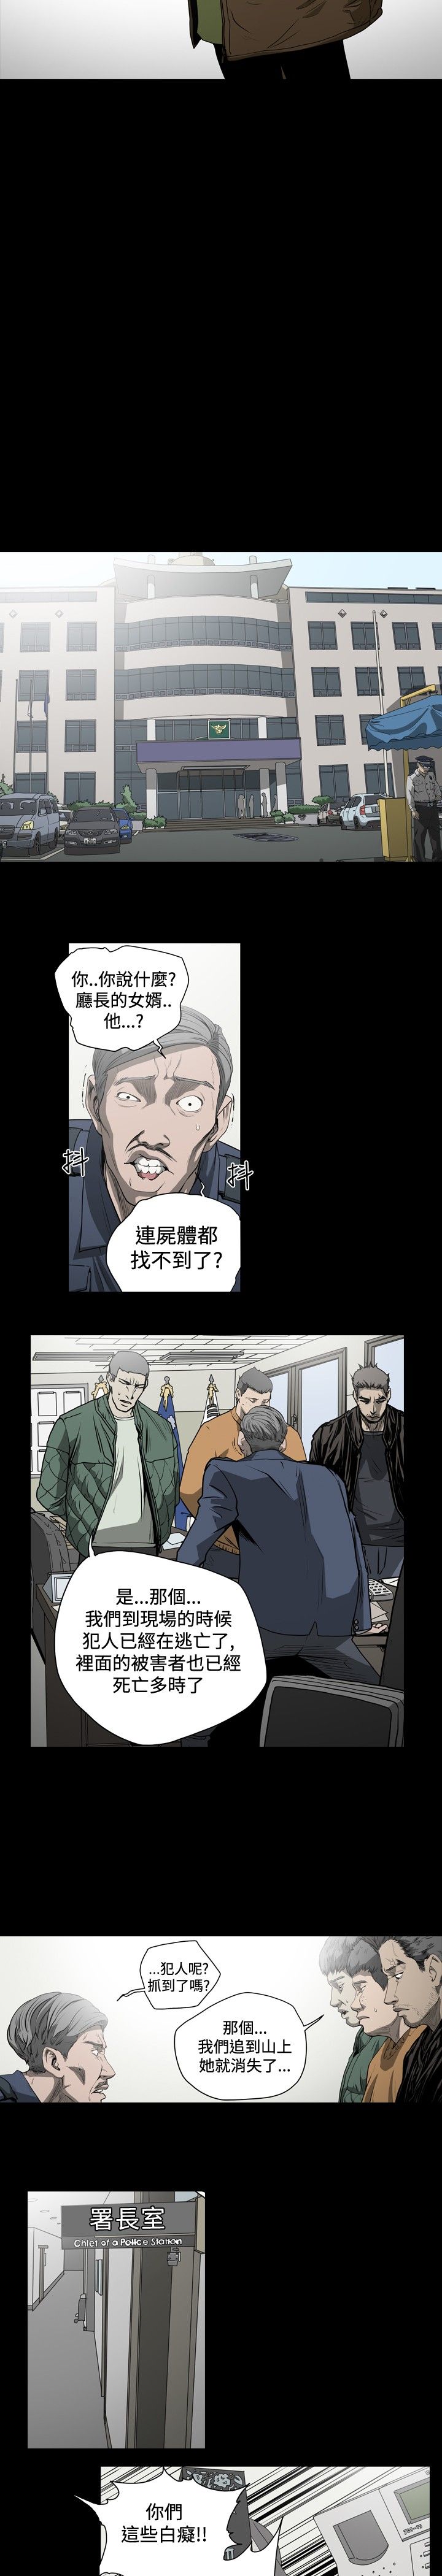 你..你說什麼?
廳長的女婿..
他...?
抖
抖
連屍體都
找不到了?
是...那個...
我們到現場的時候
犯人已經在逃亡了,
裡面的被害者也已經
死亡多時了
...犯人呢?
抓到了嗎?
那個...
我們追到山上
她就消失了...
署長室
Chief of a Police Station
你們
這些白癡!!